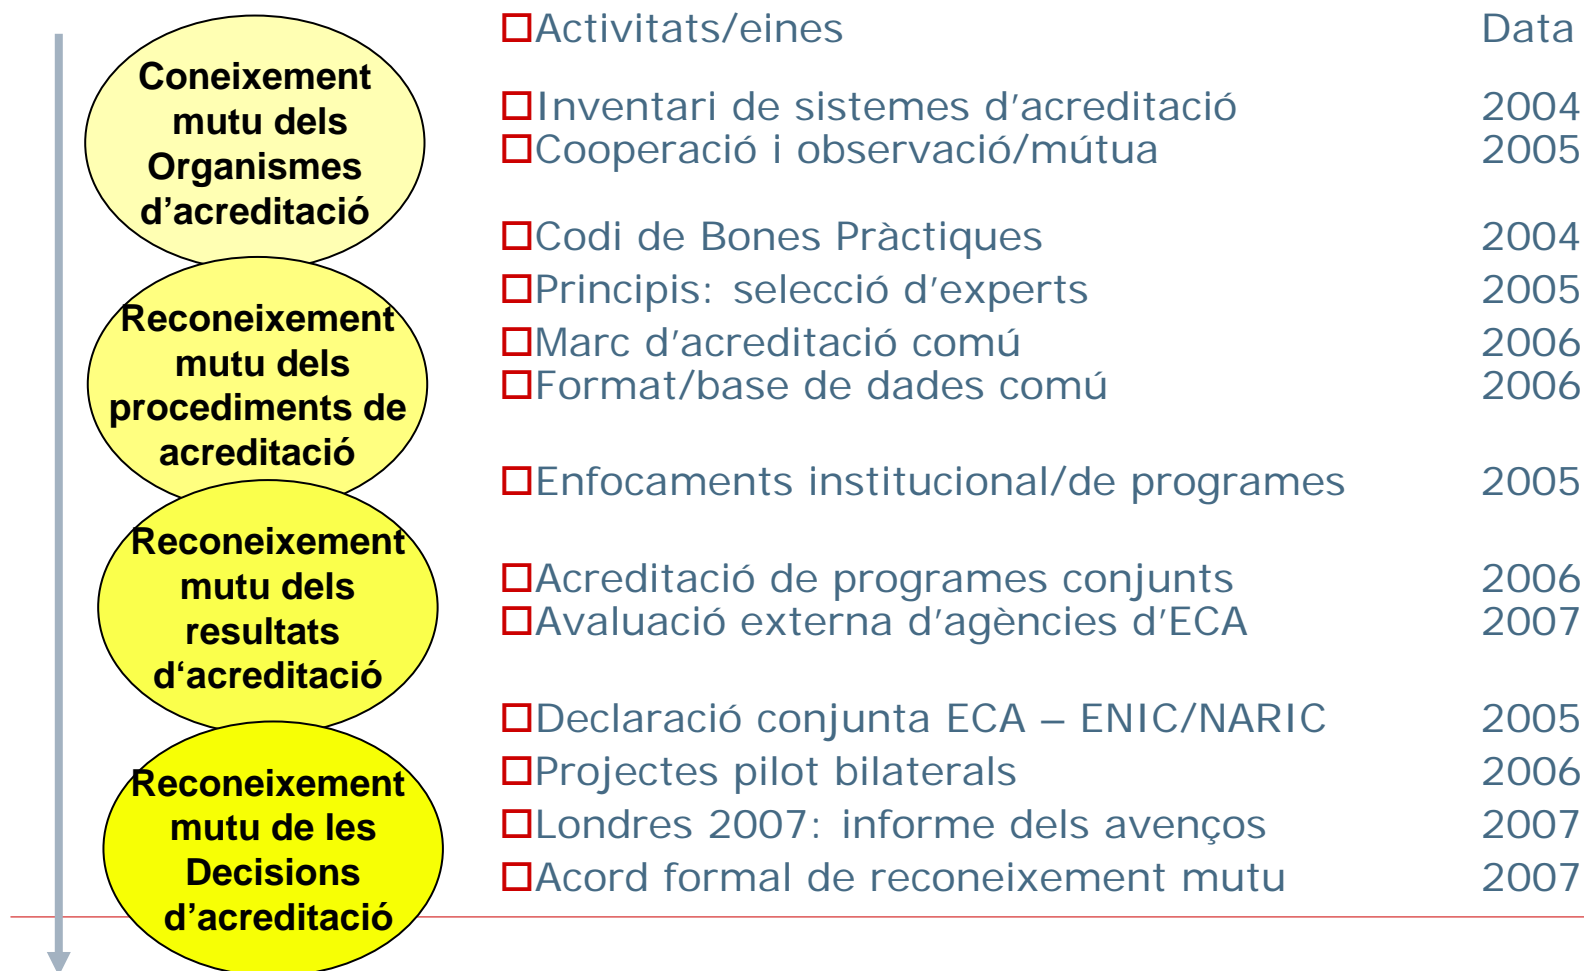 Coneixement
mutu dels
Organismes
d’acreditació
Reconeixement
mutu dels
procediments de
acreditació
Reconeixement
mutu dels
resultats
d‘acreditació
Reconeixement
mutu de les
Decisions
d’acreditació
Activitats/eines Data
Inventari de sistemes d’acreditació 2004
Cooperació i observació/mútua 2005
Codi de Bones Pràctiques 2004
Principis: selecció d’experts 2005
Marc d’acreditació comú 2006
Format/base de dades comú 2006
Enfocaments institucional/de programes 2005
Acreditació de programes conjunts 2006
Avaluació externa d’agències d’ECA 2007
Declaració conjunta ECA – ENIC/NARIC 2005
Projectes pilot bilaterals 2006
Londres 2007: informe dels avenços 2007
Acord formal de reconeixement mutu 2007